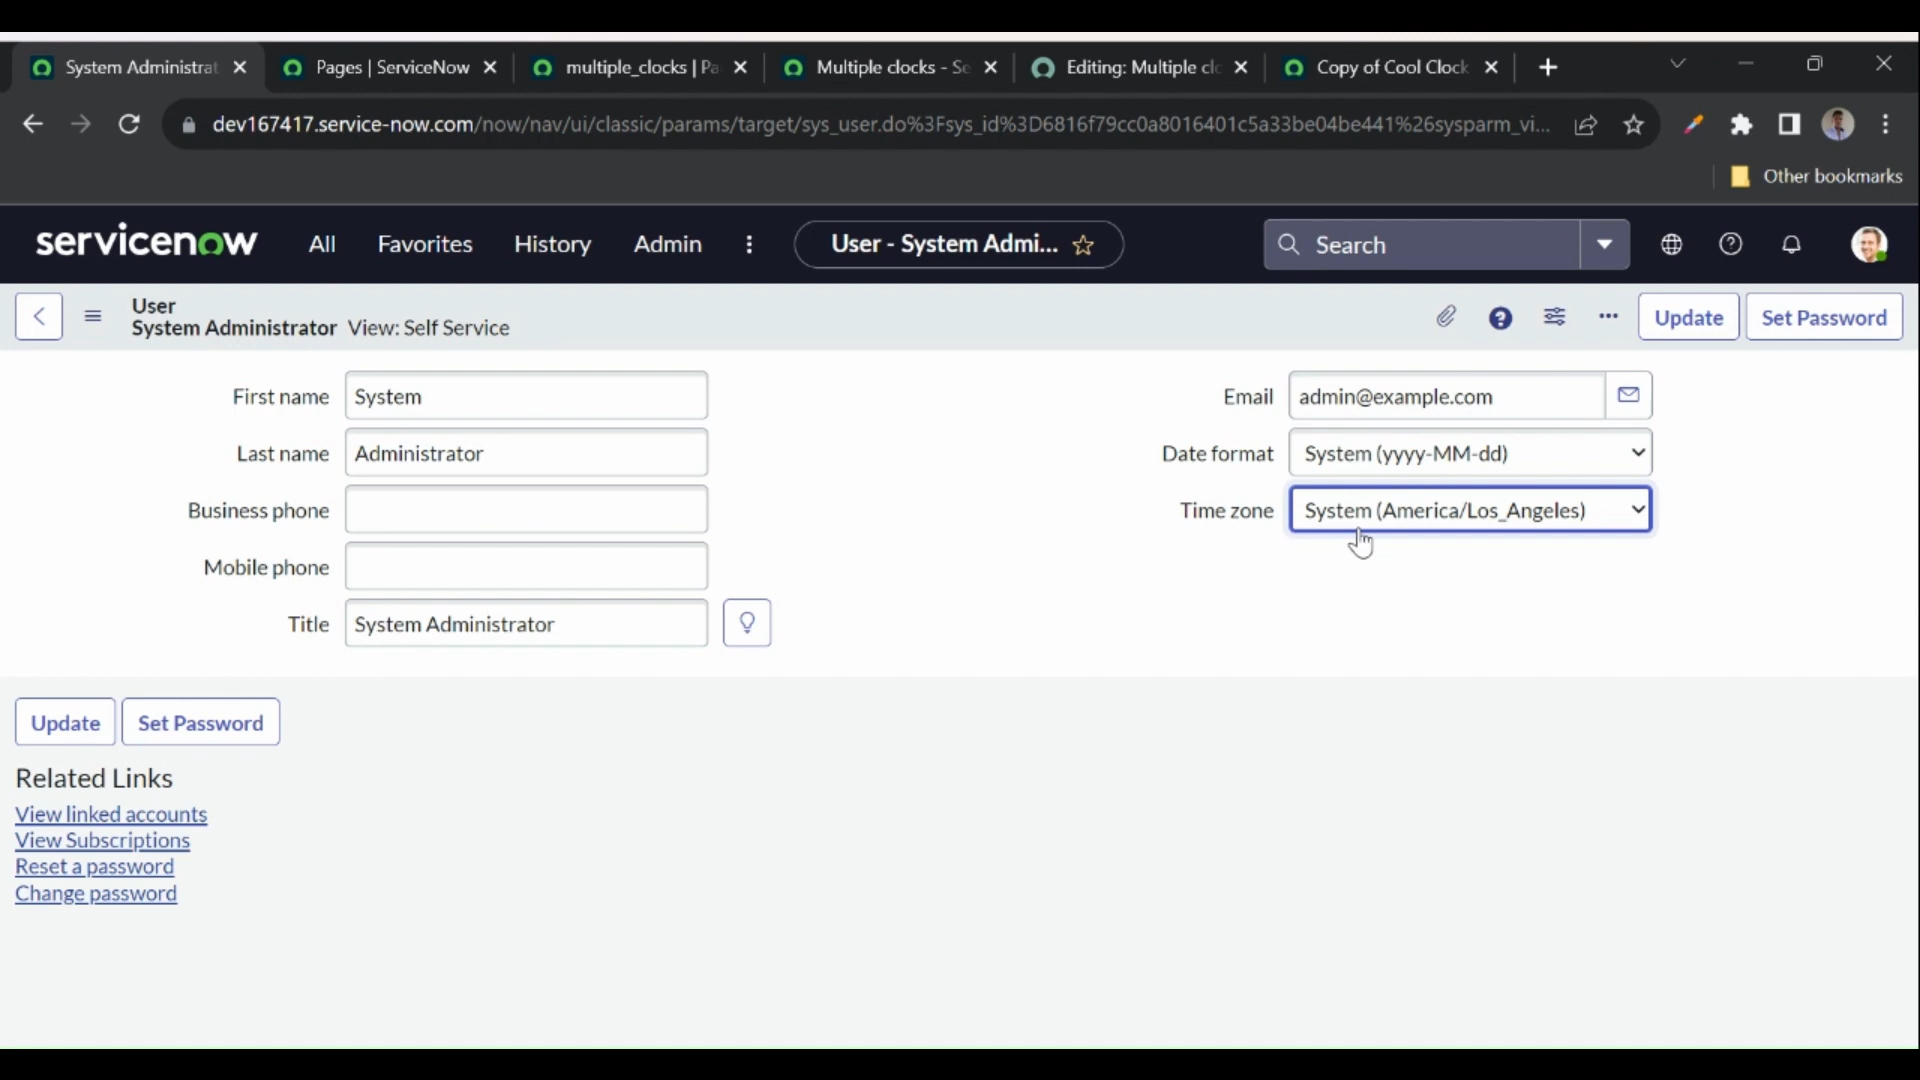 System Administrat
Pages | ServiceNow
multiple_clocks | Pa
Multiple clocks - Se
Editing: Multiple clo
Copy of Cool Clock
dev167417.service-now.com/now/nav/ui/classic/params/target/sys_user.do%3Fsys_id%3D6816f79cc0a8016401c5a33be04be441%26sysparm_vi...
Other bookmarks
servicenow
All
Favorites
History
Admin
User - System Admi...
Search
User
System Administrator View: Self Service
Update
Set Password
First name
System
Last name
Administrator
Business phone
Mobile phone
Title
System Administrator
Email
admin@example.com
Date format
System (yyyy-MM-dd)
Time zone
System (America/Los_Angeles)
Update
Set Password
Related Links
View linked accounts
View Subscriptions
Reset a password
Change password